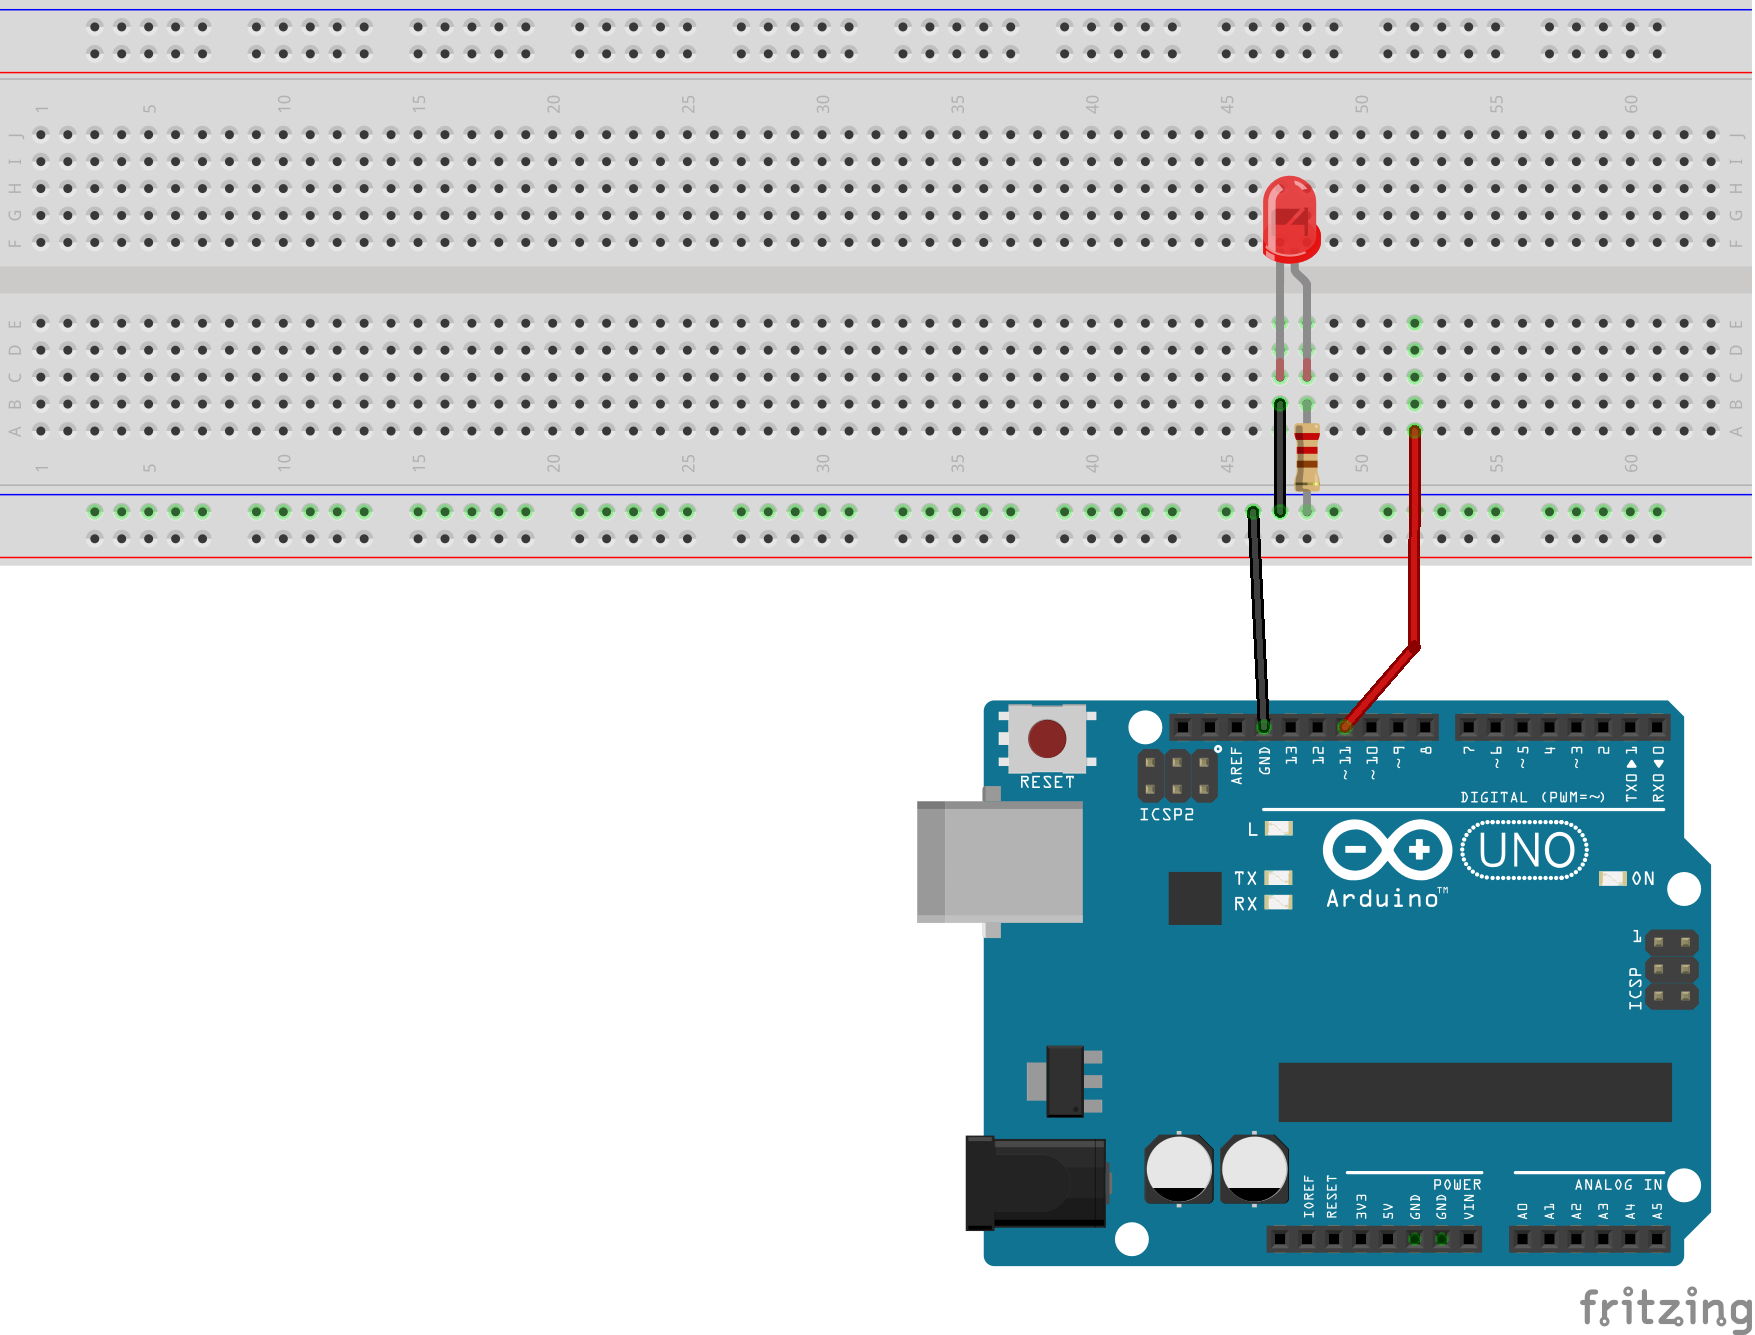 1 5 10 15 20 25 30 35 40 45 50 55 60
J J
I I
H H
G G
F F
E E
D D
C C
B B
A A
1 5 10 15 20 25 30 35 40 45 50 55 60
RESET
AREF GND 13 12 ~11 ~10 ~9 8 7 ~6 ~5 4 ~3 2 TX0▶1 RX0◀0
DIGITAL (PWM=~)
ICSP2
L
TX
RX
UNO
Arduino™
ON
1
ICSP
POWER
ANALOG IN
IOREF RESET 3V3 5V GND GND VIN A0 A1 A2 A3 A4 A5
fritzing